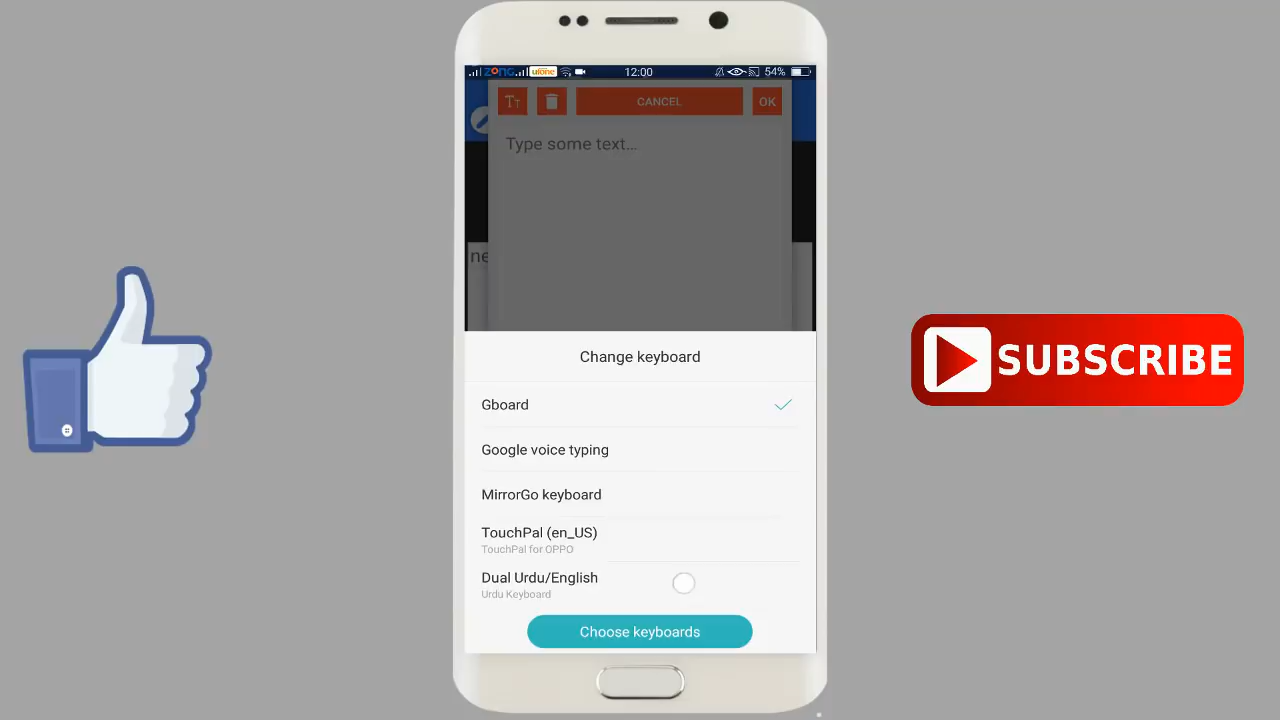 ZONG ufone 12:00 54%
TT CANCEL OK
Type some text...
ne
Change keyboard
Gboard
Google voice typing
MirrorGo keyboard
TouchPal (en_US)
TouchPal for OPPO
Dual Urdu/English
Urdu Keyboard
Choose keyboards
SUBSCRIBE